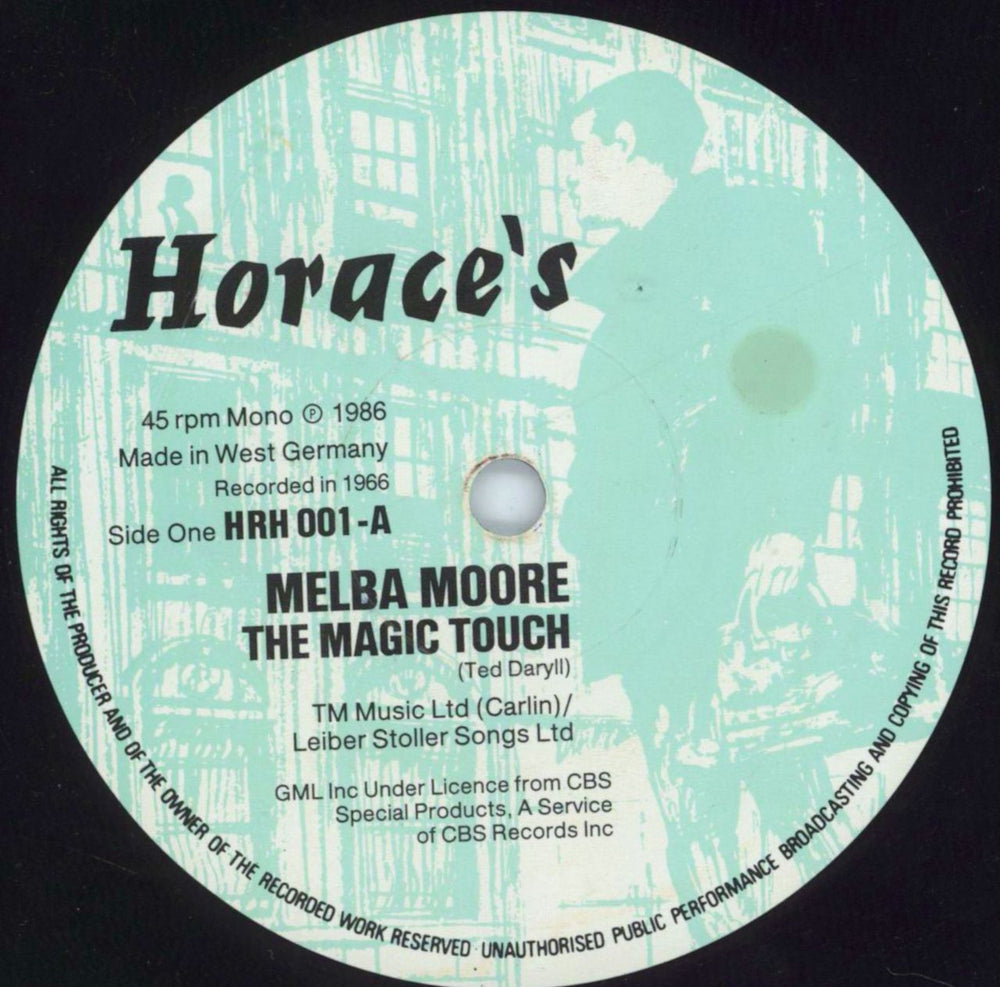 Horace's
45 rpm Mono ℗ 1986
Made in West Germany
Recorded in 1966
Side One HRH 001-A
MELBA MOORE
THE MAGIC TOUCH
(Ted Daryll)
TM Music Ltd (Carlin)/
Leiber Stoller Songs Ltd
GML Inc Under Licence from CBS
Special Products, A Service
of CBS Records Inc
ALL RIGHTS OF THE PRODUCER AND OF THE OWNER OF THE RECORDED WORK RESERVED · UNAUTHORISED PUBLIC PERFORMANCE BROADCASTING AND COPYING OF THIS RECORD PROHIBITED